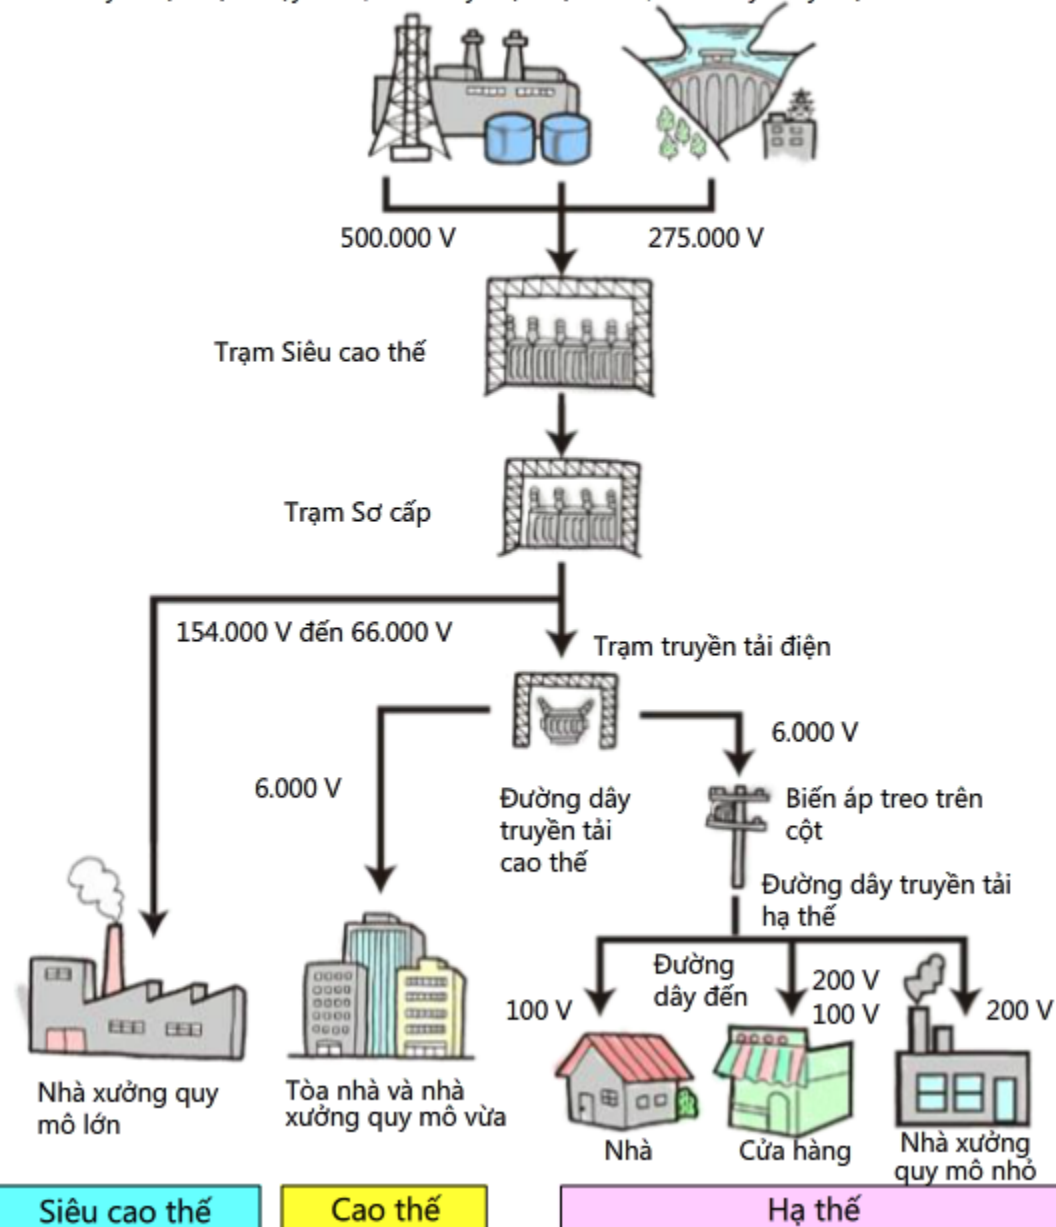 500.000 V
275.000 V
Trạm Siêu cao thế
Trạm Sơ cấp
154.000 V đến 66.000 V
Trạm truyền tải điện
6.000 V
6.000 V
Đường dây
truyền tải
cao thế
Biến áp treo trên
cột
Đường dây truyền tải
hạ thế
Đường
dây đến
100 V
200 V
100 V
200 V
Nhà xưởng quy
mô lớn
Tòa nhà và nhà
xưởng quy mô vừa
Nhà
Cửa hàng
Nhà xưởng
quy mô nhỏ
Siêu cao thế
Cao thế
Hạ thế